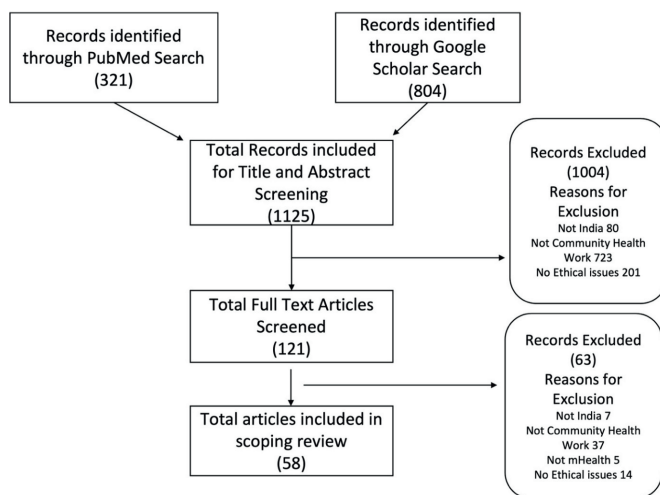 Records identified
through PubMed Search
(321)
Records identified
through Google
Scholar Search
(804)
Total Records included
for Title and Abstract
Screening
(1125)
Records Excluded
(1004)
Reasons for
Exclusion
Not India 80
Not Community Health
Work 723
No Ethical issues 201
Total Full Text Articles
Screened
(121)
Records Excluded
(63)
Reasons for
Exclusion
Not India 7
Not Community Health
Work 37
Not mHealth 5
No Ethical issues 14
Total articles included in
scoping review
(58)